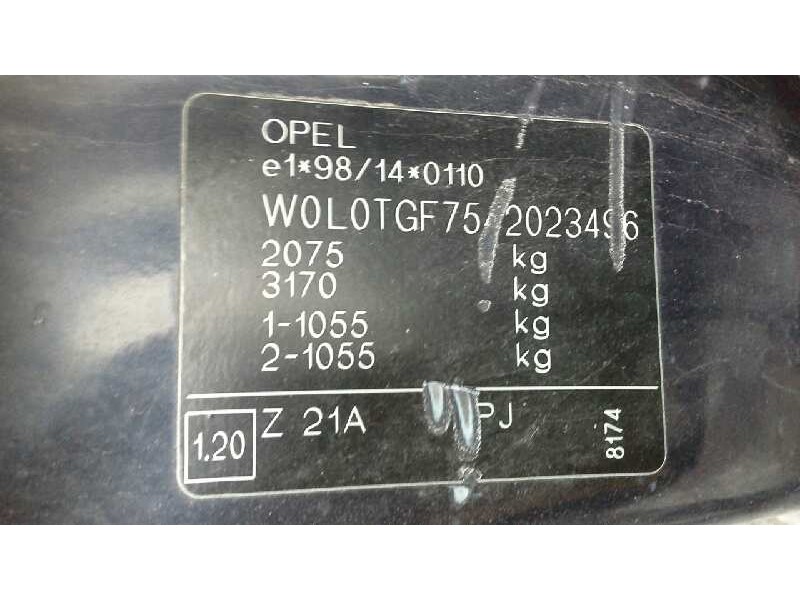 OPEL
e1*98/14*0110
W0L0TGF75 2023496
2075 kg
3170 kg
1-1055 kg
2-1055 kg
1.20 Z 21A PJ 8174